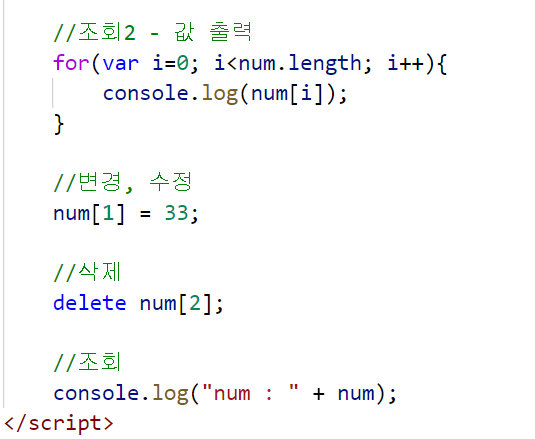 //조회2 - 값 출력
for(var i=0; i<num.length; i++){
console.log(num[i]);
}
//변경, 수정
num[1] = 33;
//삭제
delete num[2];
//조회
console.log("num : " + num);
</script>